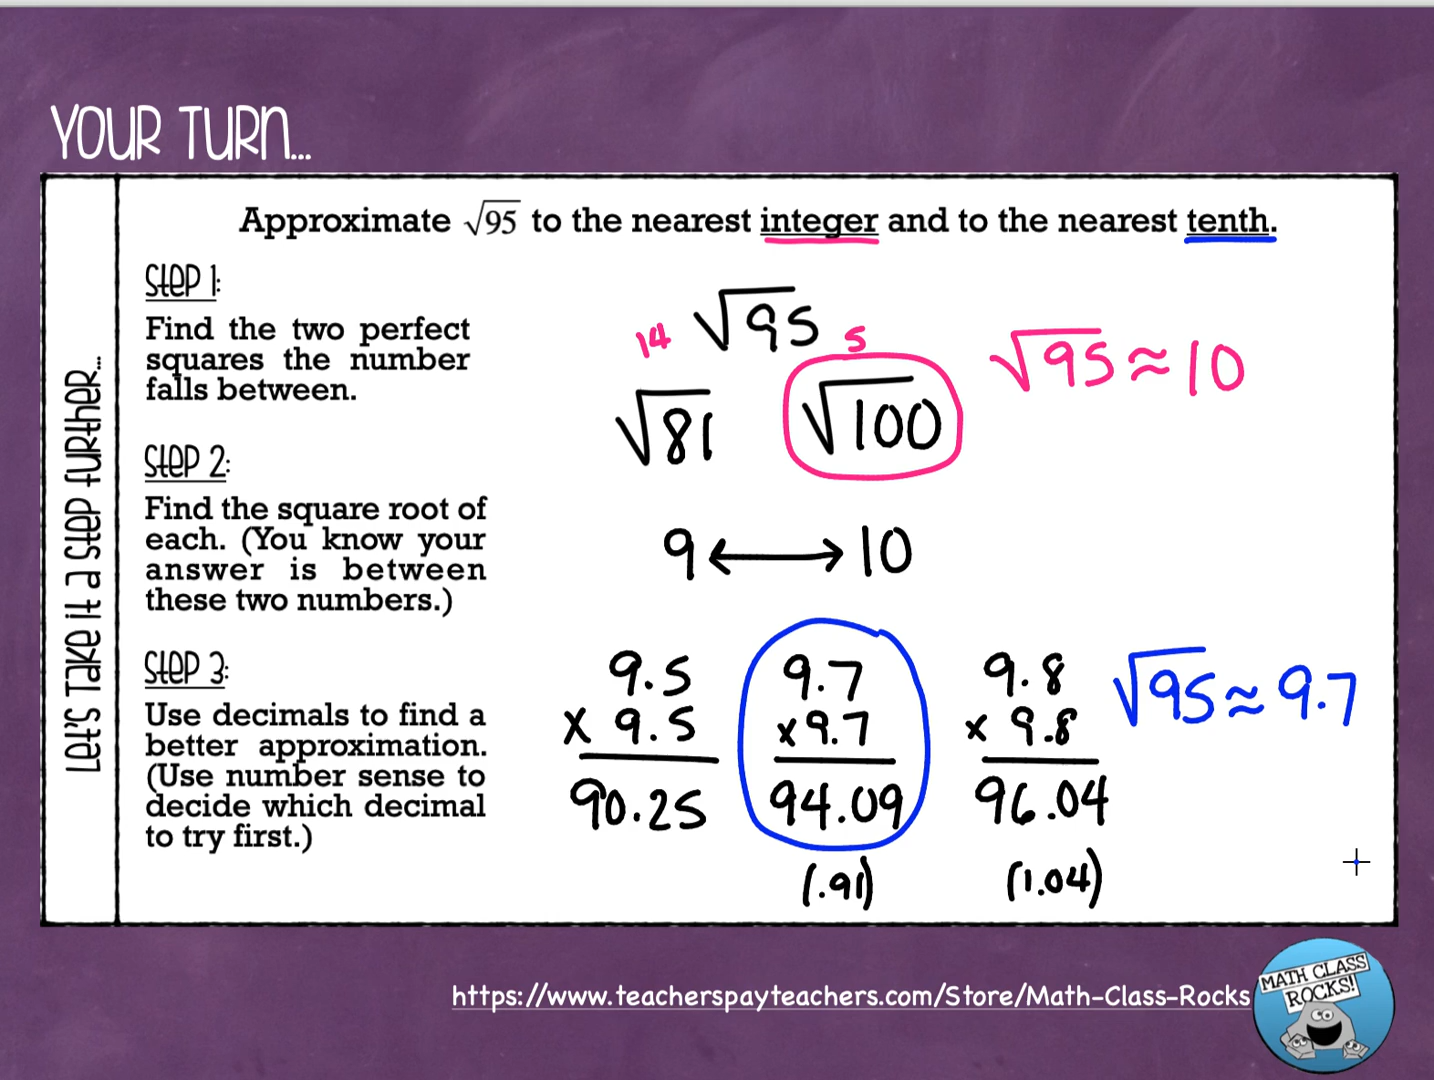 YOUR TURN...
Let's Take it a step further...
Approximate √95 to the nearest integer and to the nearest tenth.
Step 1:
Find the two perfect
squares the number
falls between.
√95
14
5
√81
√100
√95 ≈ 10
Step 2:
Find the square root of
each. (You know your
answer is between
these two numbers.)
9 ⟷ 10
Step 3:
Use decimals to find a
better approximation.
(Use number sense to
decide which decimal
to try first.)
9.5
x 9.5
90.25
9.7
x 9.7
94.09
(.91)
9.8
x 9.8
96.04
(1.04)
√95 ≈ 9.7
https://www.teacherspayteachers.com/Store/Math-Class-Rocks
MATH CLASS
ROCKS!